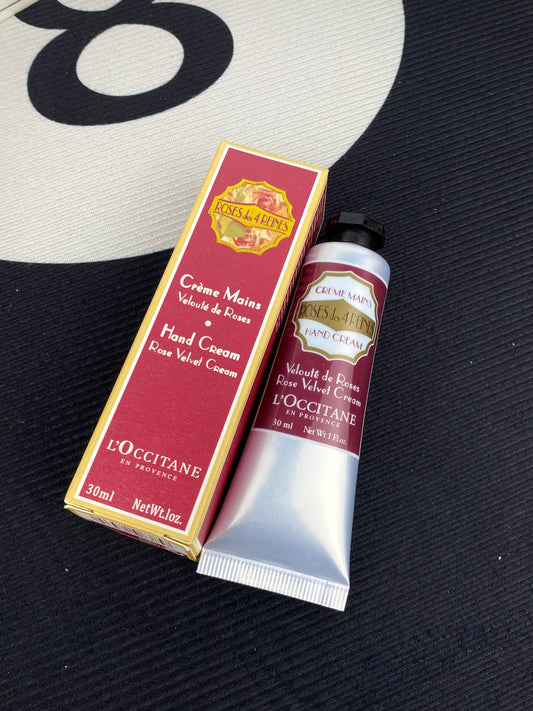 8
ROSES des 4 REINES
Crème Mains
Velouté de Roses
•
Hand Cream
Rose Velvet Cream
L'OCCITANE
EN PROVENCE
30ml NetWt.1oz.
CRÈME MAINS
ROSES des 4 REINES
HAND CREAM
Velouté de Roses
Rose Velvet Cream
L'OCCITANE
EN PROVENCE
30 ml Net Wt. 1 Fl.oz.